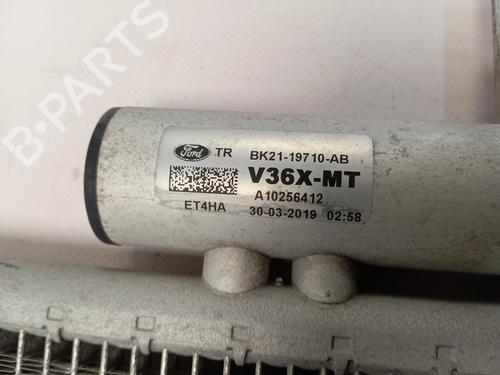 B-PARTS
Ford TR BK21-19710-AB
V36X-MT
A10256412
ET4HA 30-03-2019 02:58